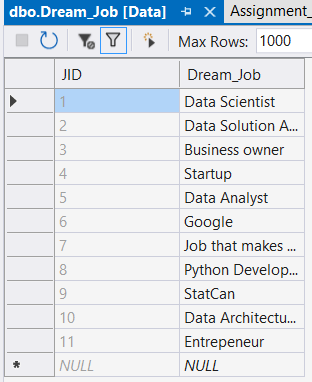 dbo.Dream_Job [Data] Assignment_
Max Rows: 1000
JID Dream_Job
1 Data Scientist
2 Data Solution A...
3 Business owner
4 Startup
5 Data Analyst
6 Google
7 Job that makes ...
8 Python Develop...
9 StatCan
10 Data Architectu...
11 Entrepeneur
* NULL NULL